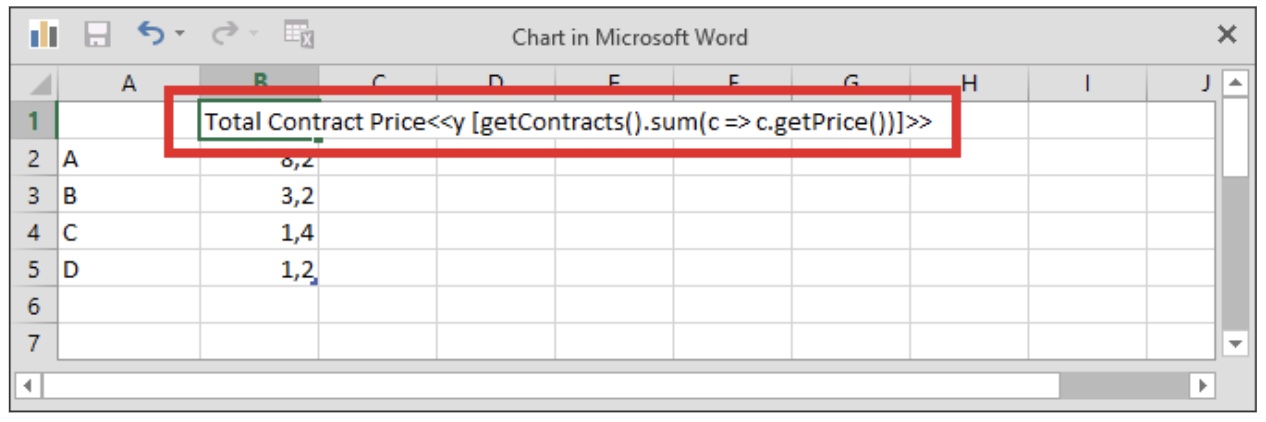 Chart in Microsoft Word
A B C D E F G H I J
1 Total Contract Price<<y [getContracts().sum(c => c.getPrice())]>>
2 A 8,2
3 B 3,2
4 C 1,4
5 D 1,2
6
7